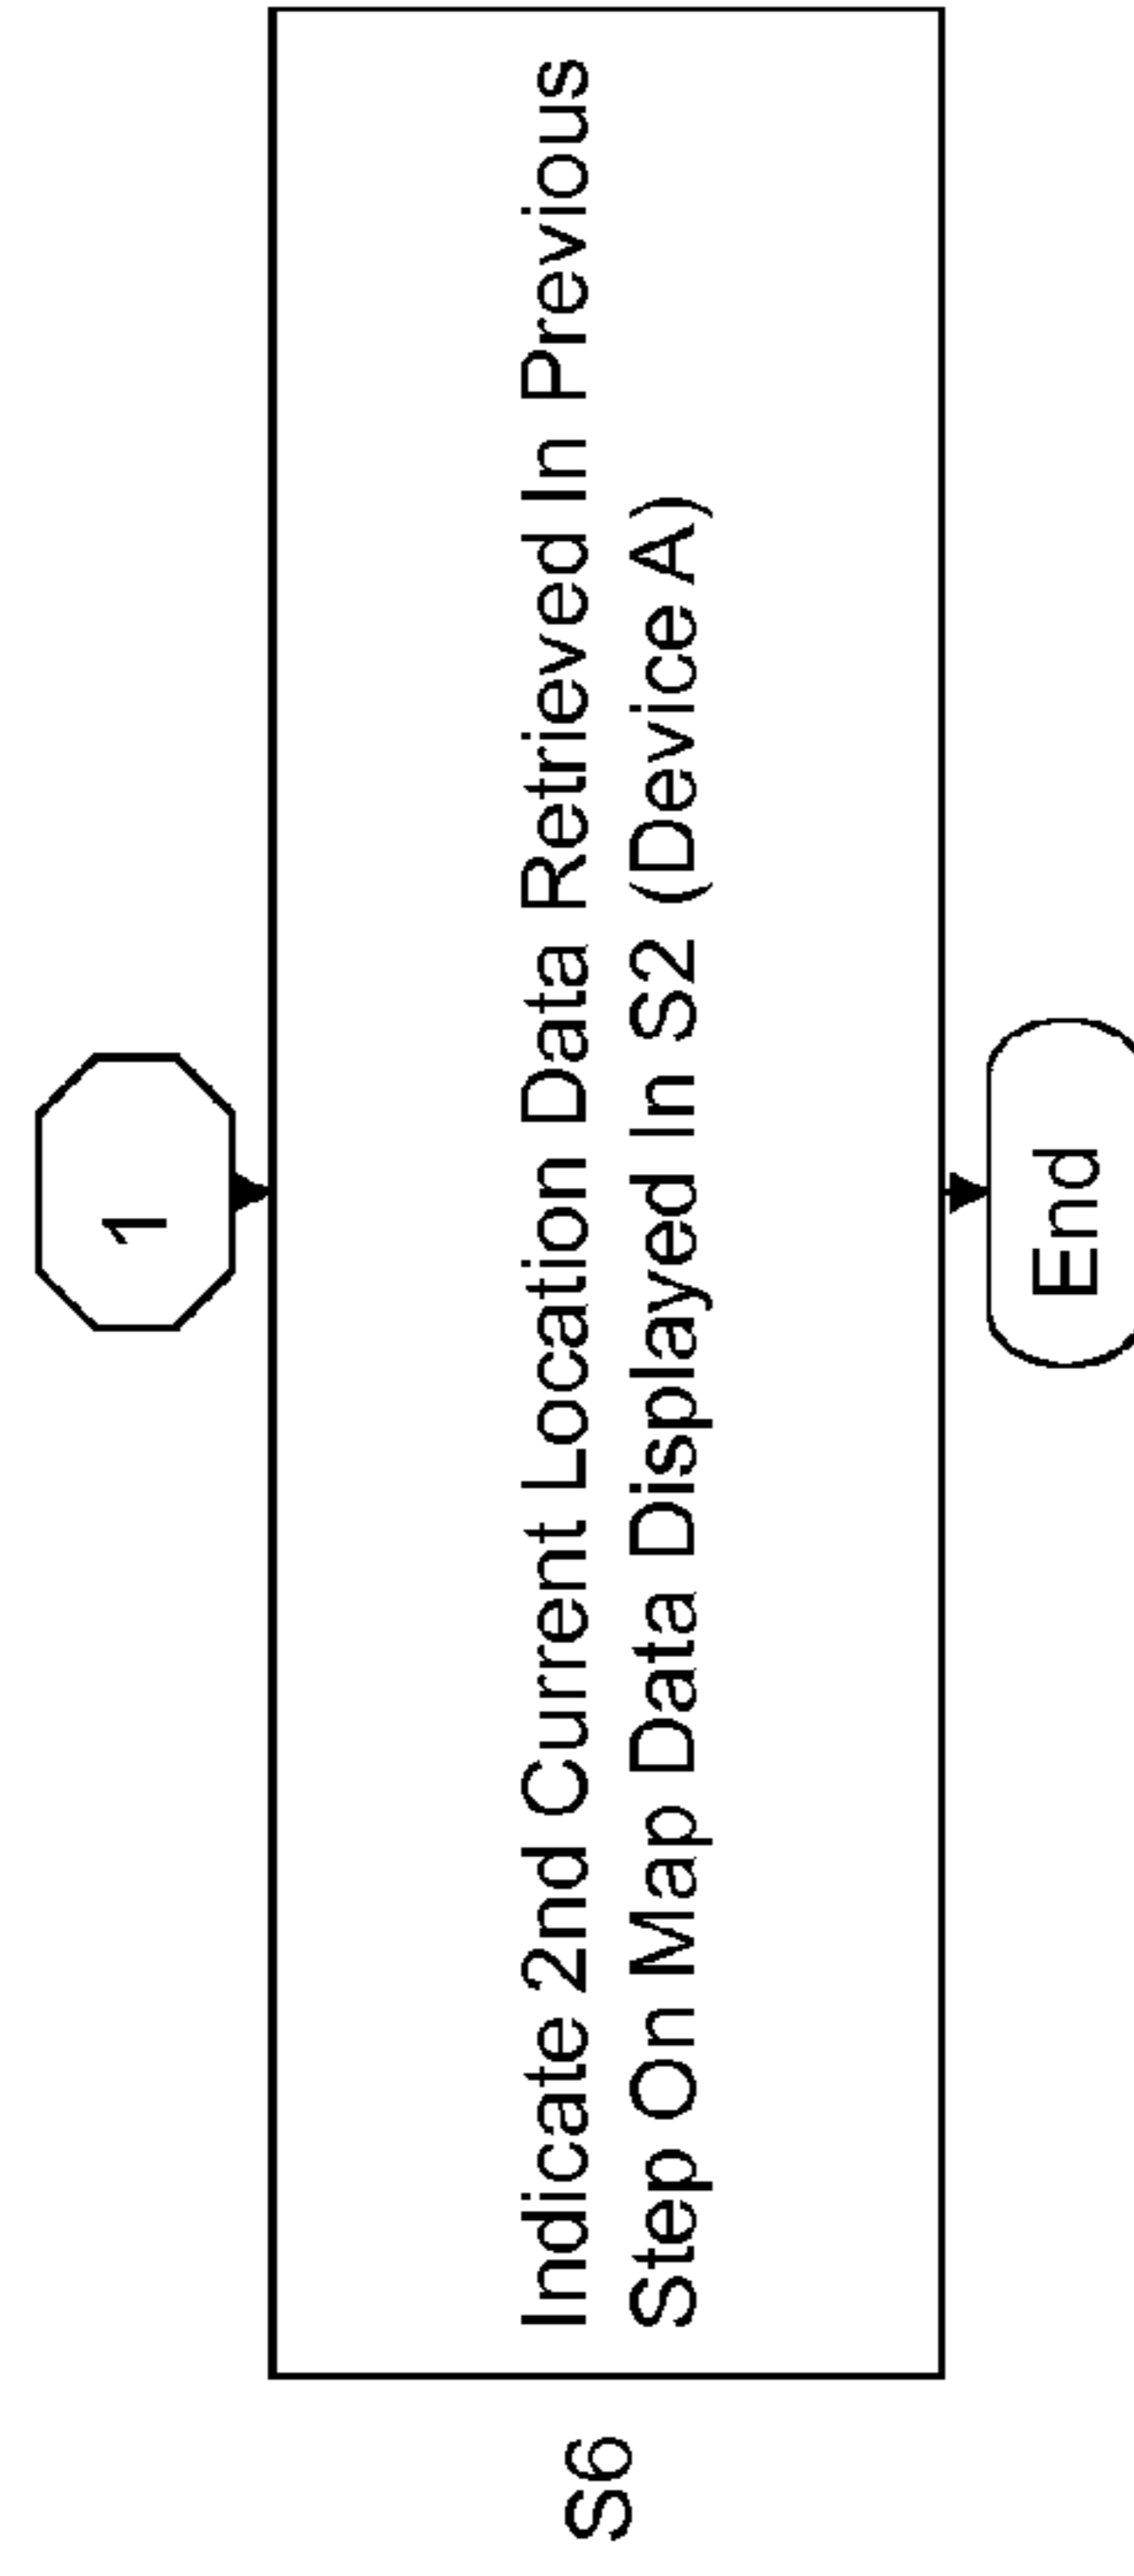 1
S6
Indicate 2nd Current Location Data Retrieved In Previous
Step On Map Data Displayed In S2 (Device A)
End